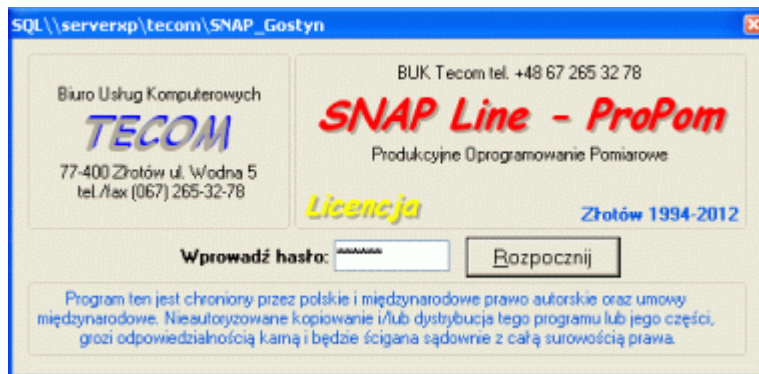 SQL\\serverxp\tecom\SNAP_Gostyn
Biuro Usług Komputerowych
TECOM
77-400 Złotów ul. Wodna 5
tel./fax (067) 265-32-78
BUK Tecom tel. +48 67 265 32 78
SNAP Line - ProPom
Produkcyjne Oprogramowanie Pomiarowe
Licencja
Złotów 1994-2012
Wprowadź hasło:
Rozpocznij
Program ten jest chroniony przez polskie i międzynarodowe prawo autorskie oraz umowy
międzynarodowe. Nieautoryzowane kopiowanie i/lub dystrybucja tego programu lub jego części,
grozi odpowiedzialnością karną i będzie ścigana sądownie z całą surowością prawa.